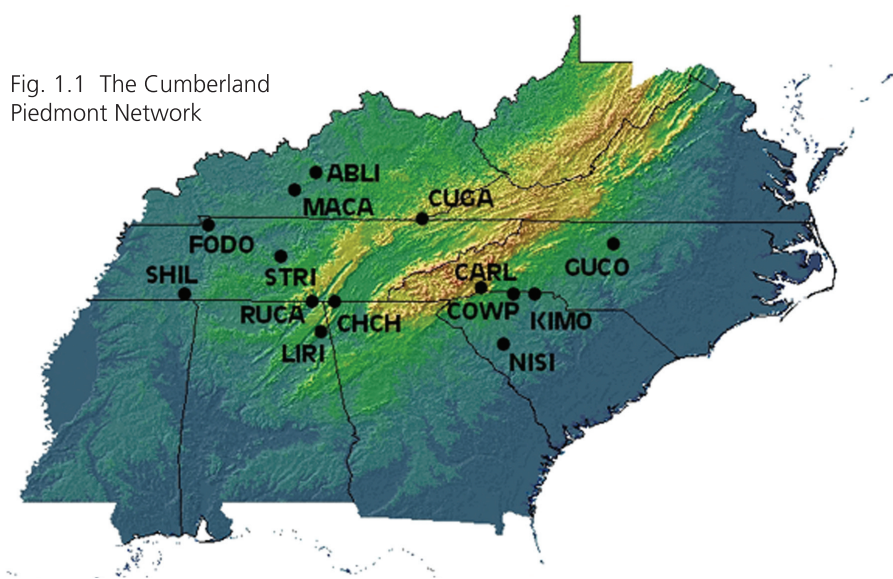 Fig. 1.1 The Cumberland
Piedmont Network
ABLI
MACA
CUGA
FODO
GUCO
SHIL
STRI
CARL
RUCA
CHCH
COWP
KIMO
LIRI
NISI